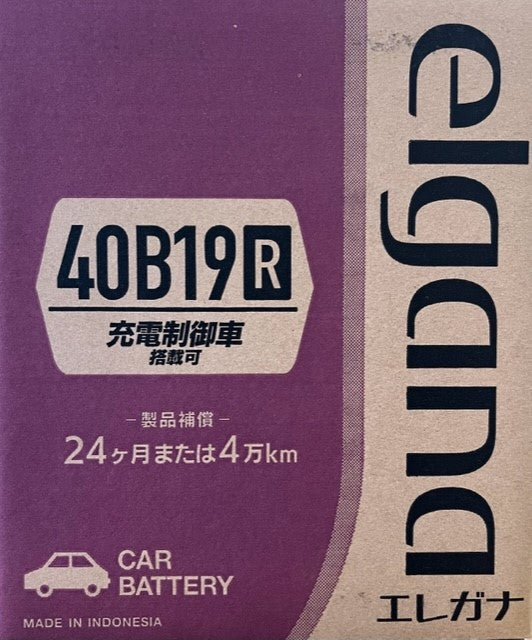 elgana
エレガナ
40B19R
充電制御車
搭載可
－製品補償－
24ヶ月または4万km
CAR
BATTERY
MADE IN INDONESIA